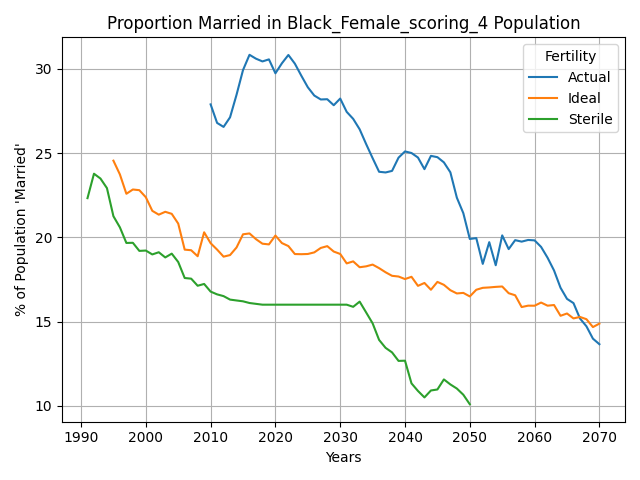 Proportion Married in Black_Female_scoring_4 Population
% of Population 'Married'
30
25
20
15
10
Fertility
Actual
Ideal
Sterile
1990 2000 2010 2020 2030 2040 2050 2060 2070
Years